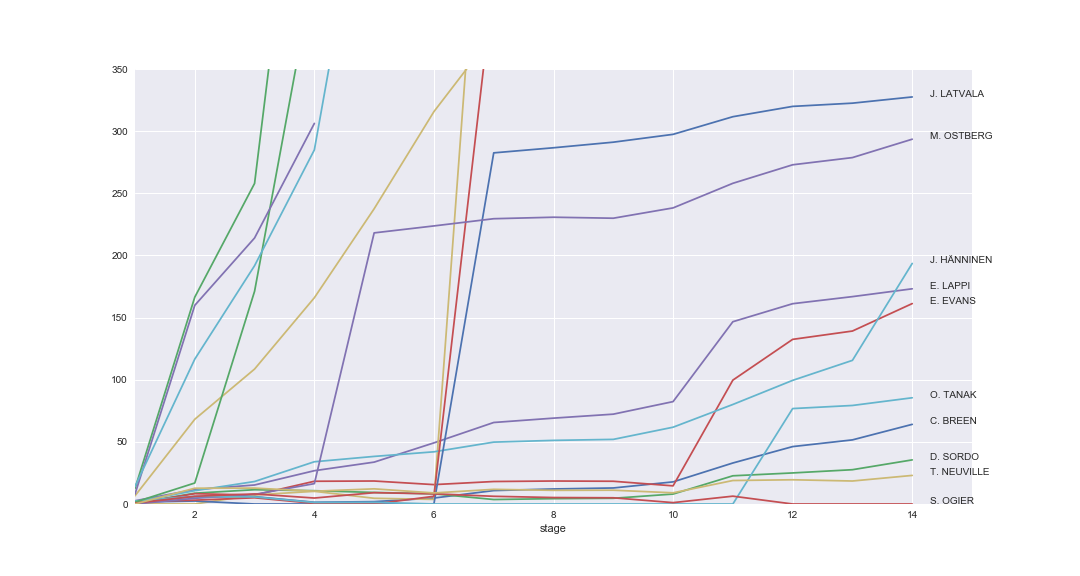 350
300
250
200
150
100
50
0
J. LATVALA
M. OSTBERG
J. HÄNNINEN
E. LAPPI
E. EVANS
O. TANAK
C. BREEN
D. SORDO
T. NEUVILLE
S. OGIER
2 4 6 8 10 12 14
stage